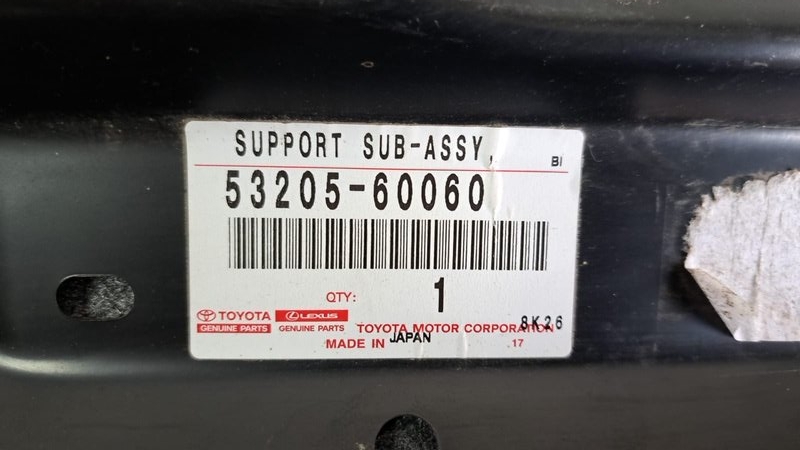 SUPPORT SUB-ASSY,
BI
53205-60060
QTY: 1
TOYOTA LEXUS
GENUINE PARTS GENUINE PARTS TOYOTA MOTOR CORPORATION 8K26
MADE IN JAPAN 17